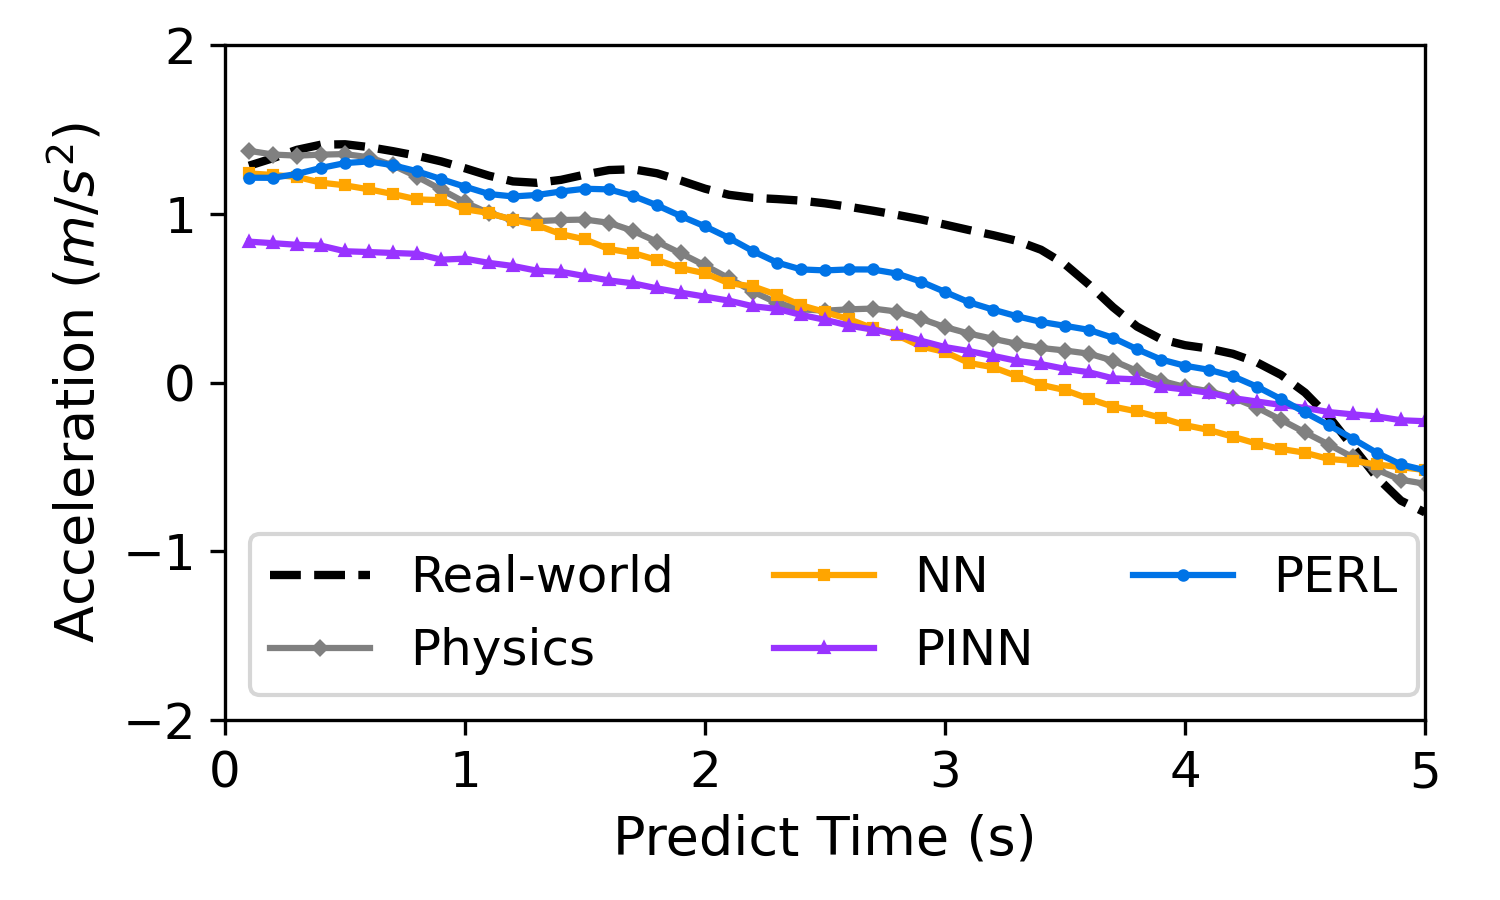 2
1
0
−1
−2
Acceleration (m/s²)
Real-world
Physics
NN
PINN
PERL
0 1 2 3 4 5
Predict Time (s)